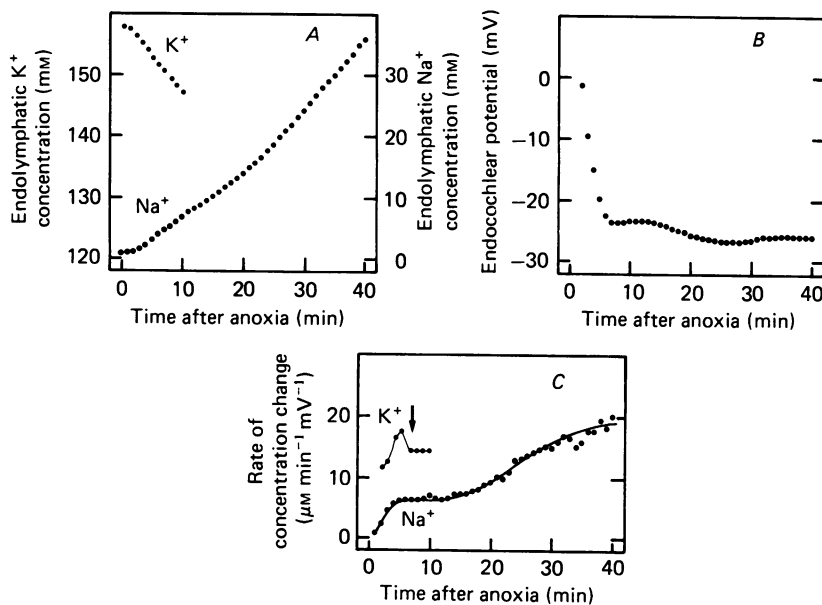 A
Endolymphatic K+
concentration (mM)
150
140
130
120
K+
Na+
30
20
10
0
Endolymphatic Na+
concentration (mM)
0 10 20 30 40
Time after anoxia (min)
B
Endocochlear potential (mV)
0
−10
−20
−30
0 10 20 30 40
Time after anoxia (min)
C
Rate of
concentration change
(μM min−1 mV−1)
20
10
0
K+
Na+
0 10 20 30 40
Time after anoxia (min)